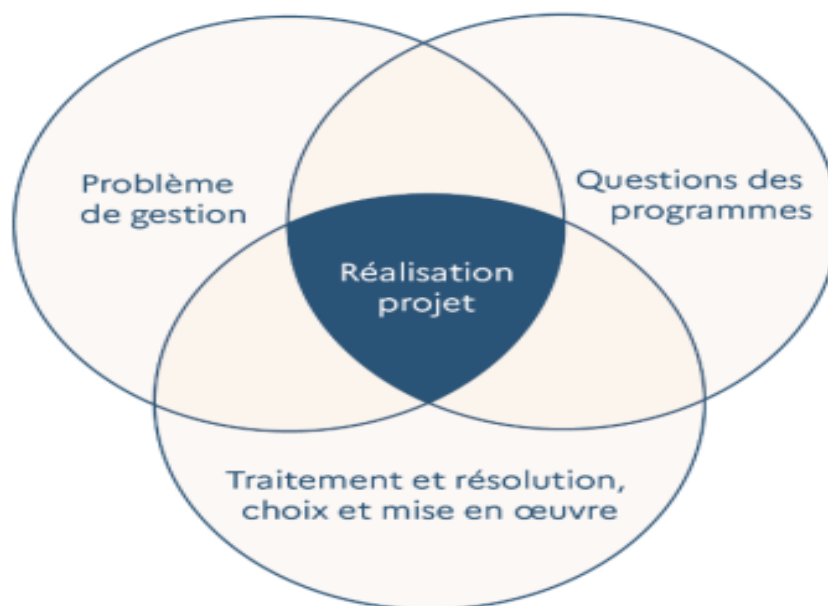 Problème
de gestion
Questions des
programmes
Réalisation
projet
Traitement et résolution,
choix et mise en œuvre